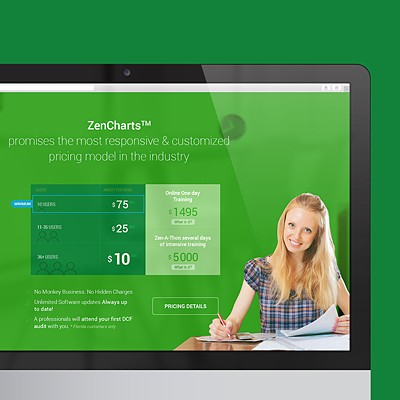 ZenCharts™
promises the most responsive & customized
pricing model in the industry
10 USERS
$75
11-35 USERS
$25
36+ USERS
$10
Online One day
Training
$1495
What is it?
Zen-A-Thon several days
of intensive training
$5000
What is it?
No Monkey Business. No Hidden Charges
Unlimited Software updates Always up
to date!
A professionals will attend your first DCF
audit with you. * Florida customers only
PRICING DETAILS